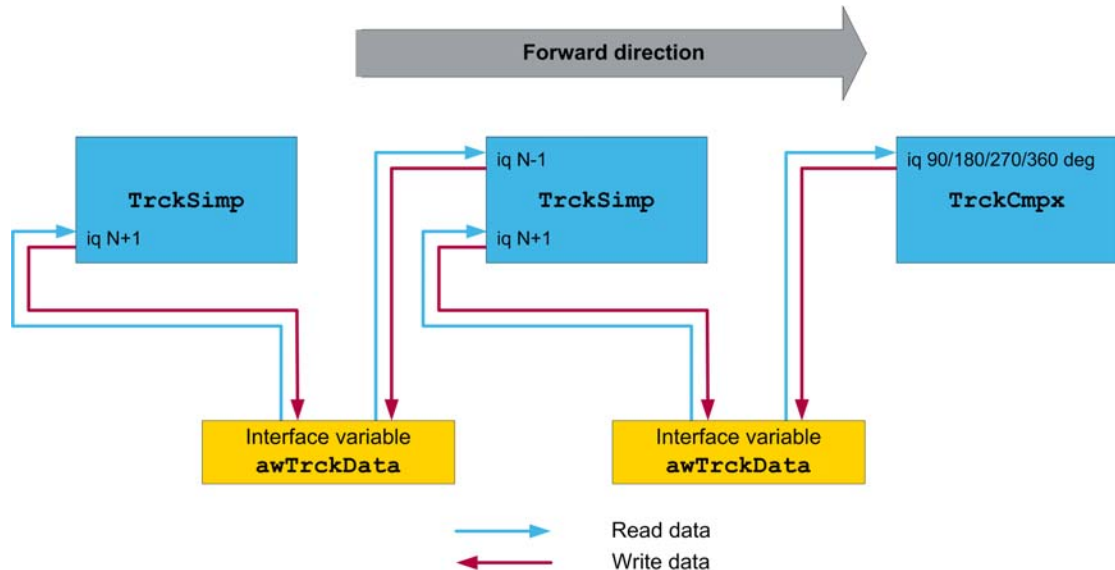 Forward direction
iq N-1
iq 90/180/270/360 deg
TrckSimp
TrckSimp
TrckCmpx
iq N+1
iq N+1
Interface variable
awTrckData
Interface variable
awTrckData
Read data
Write data